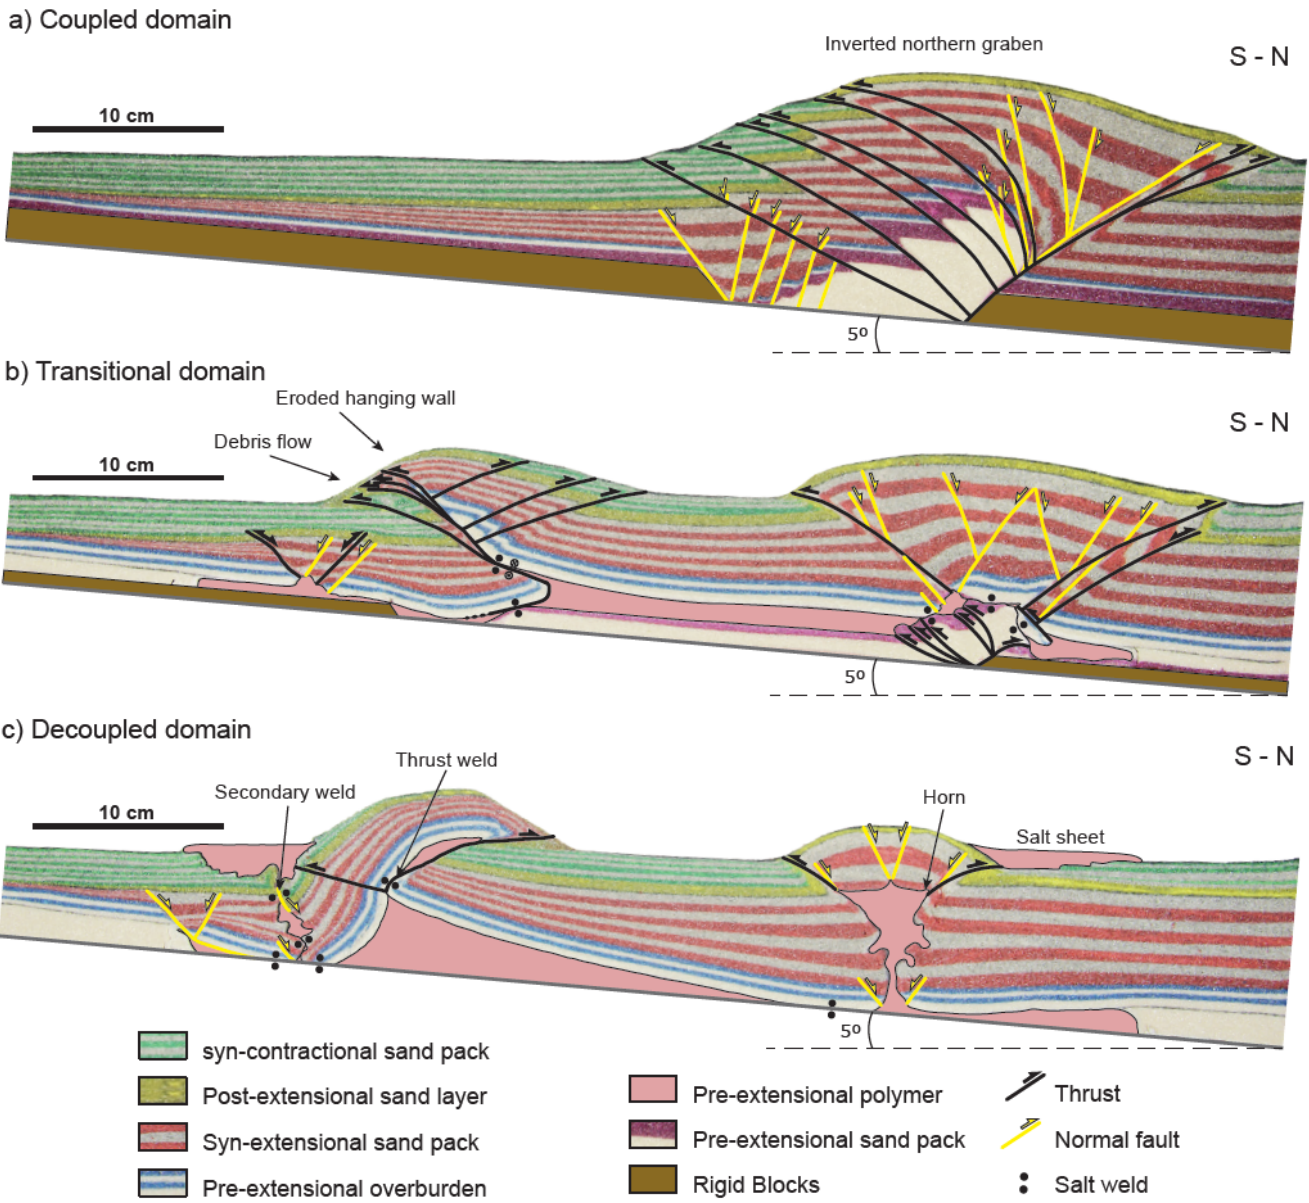 a) Coupled domain
Inverted northern graben
S - N
10 cm
5º
b) Transitional domain
Eroded hanging wall
S - N
Debris flow
10 cm
5º
c) Decoupled domain
S - N
Thrust weld
Secondary weld
Horn
10 cm
Salt sheet
5º
syn-contractional sand pack
Post-extensional sand layer
Syn-extensional sand pack
Pre-extensional overburden
Pre-extensional polymer
Pre-extensional sand pack
Rigid Blocks
Thrust
Normal fault
Salt weld